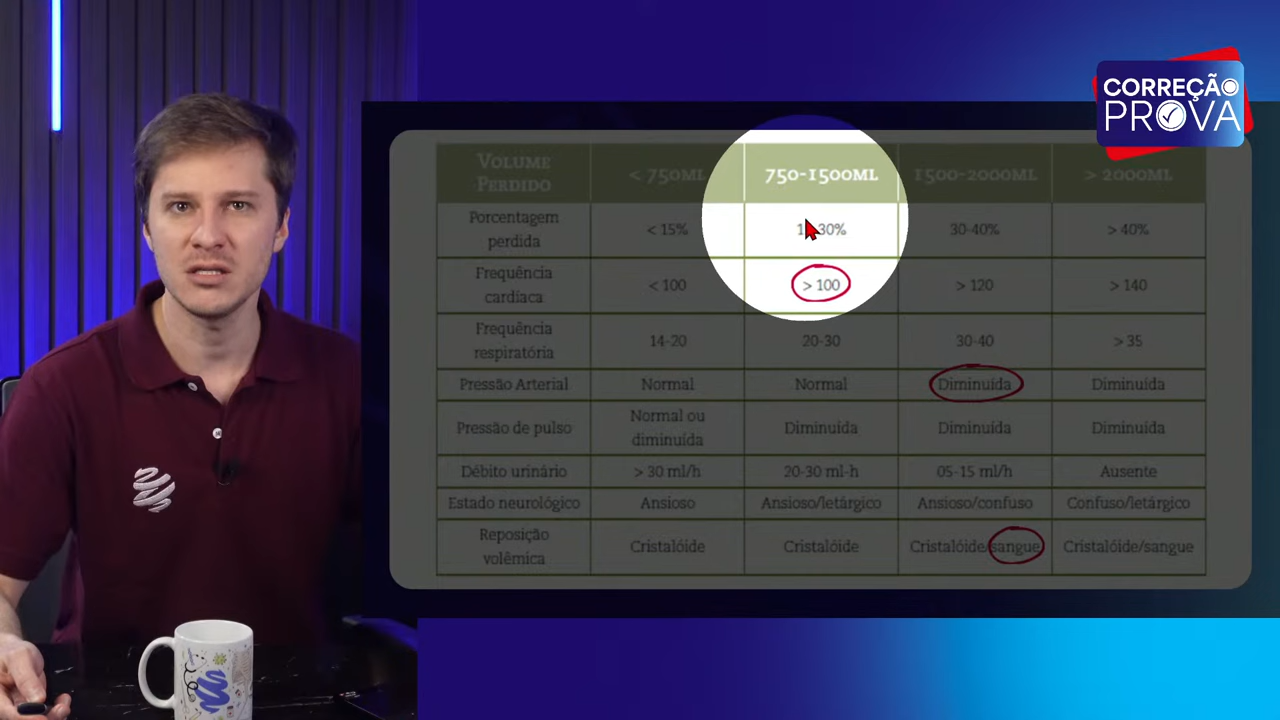 CORREÇÃO
PROVA
VOLUME PERDIDO < 750ML 750-1500ML 1500-2000ML > 2000ML
Porcentagem perdida < 15% 30% 30-40% > 40%
Frequência cardíaca < 100 > 100 > 120 > 140
Frequência respiratória 14-20 20-30 30-40 > 35
Pressão Arterial Normal Normal Diminuída Diminuída
Pressão de pulso Normal ou diminuída Diminuída Diminuída Diminuída
Débito urinário > 30 ml/h 20-30 ml-h 05-15 ml/h Ausente
Estado neurológico Ansioso Ansioso/letárgico Ansioso/confuso Confuso/letárgico
Reposição volêmica Cristalóide Cristalóide Cristalóide/sangue Cristalóide/sangue